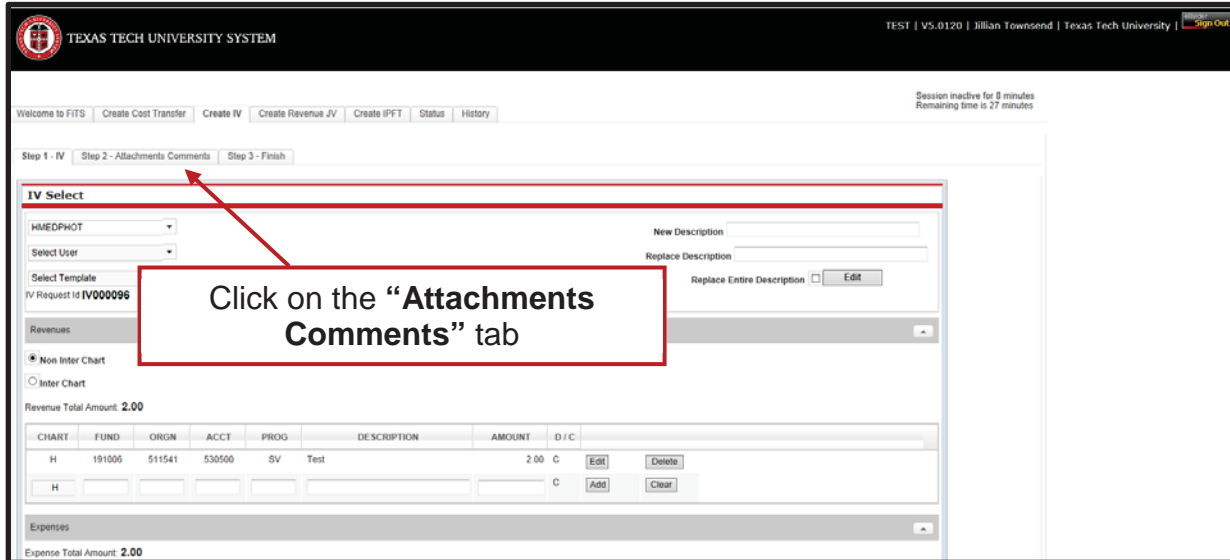 TEXAS TECH UNIVERSITY SYSTEM
TEST | V5.0120 | Jillian Townsend | Texas Tech University |
Sign Out
Session inactive for 8 minutes
Remaining time is 27 minutes
Welcome to FiTS Create Cost Transfer Create IV Create Revenue JV Create IPFT Status History
Step 1 - IV Step 2 - Attachments Comments Step 3 - Finish
IV Select
HMEDPHOT
New Description
Select User
Replace Description
Select Template
Replace Entire Description Edit
IV Request Id IV000096
Click on the “Attachments
Comments” tab
Revenues
Non Inter Chart
Inter Chart
Revenue Total Amount: 2.00
CHART FUND ORGN ACCT PROG DESCRIPTION AMOUNT D / C
H 191006 511541 530500 SV Test 2.00 C Edit Delete
H C Add Clear
Expenses
Expense Total Amount: 2.00